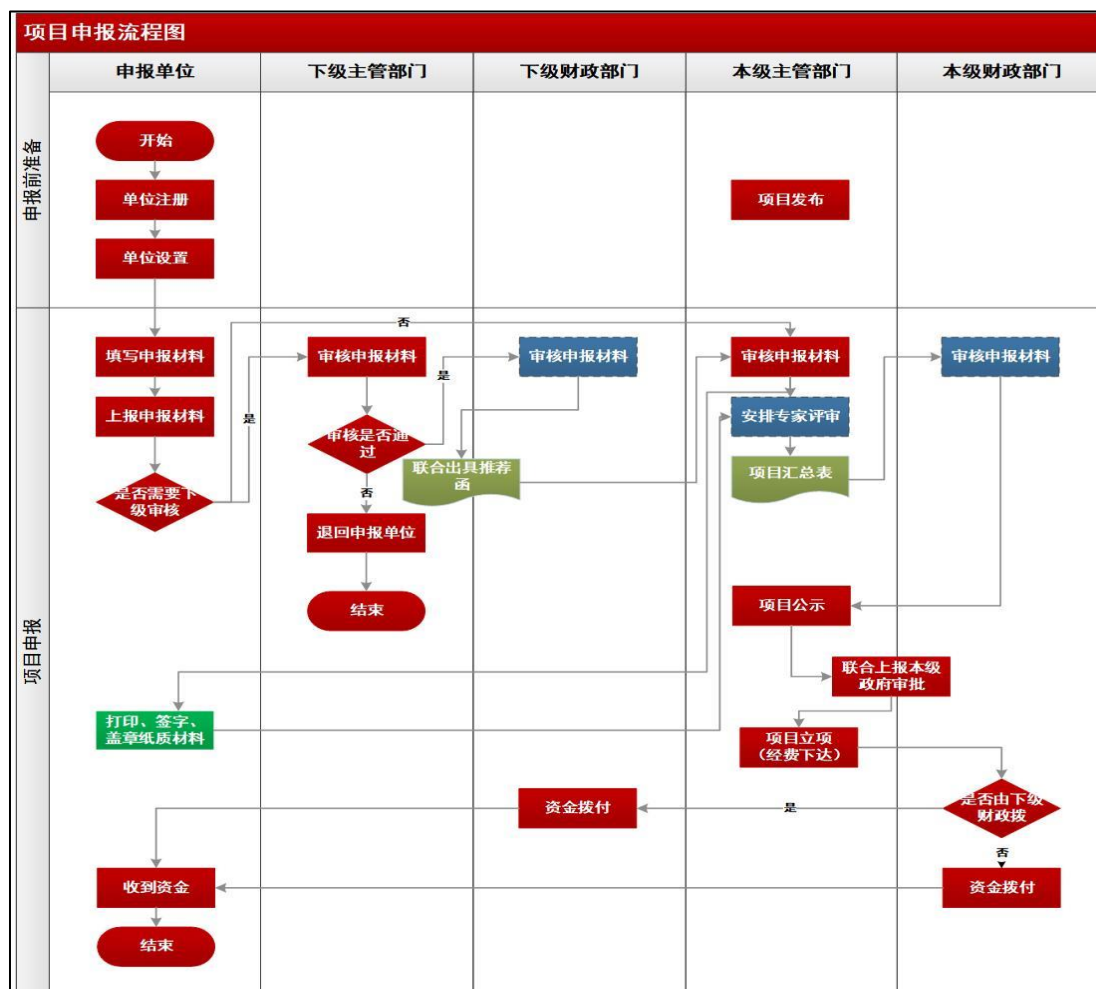 项目申报流程图
申报单位
下级主管部门
下级财政部门
本级主管部门
本级财政部门
申报前准备
开始
单位注册
项目发布
单位设置
项目申报
否
填写申报材料
审核申报材料
审核申报材料
审核申报材料
审核申报材料
是
上报申报材料
是
安排专家评审
审核是否通
过
联合出具推荐
函
项目汇总表
是否需要下
级审核
否
退回申报单位
结束
项目公示
联合上报本级
政府审批
打印、签字、
盖章纸质材料
项目立项
（经费下达）
资金拨付
是
是否由下级
财政拨
否
收到资金
资金拨付
结束